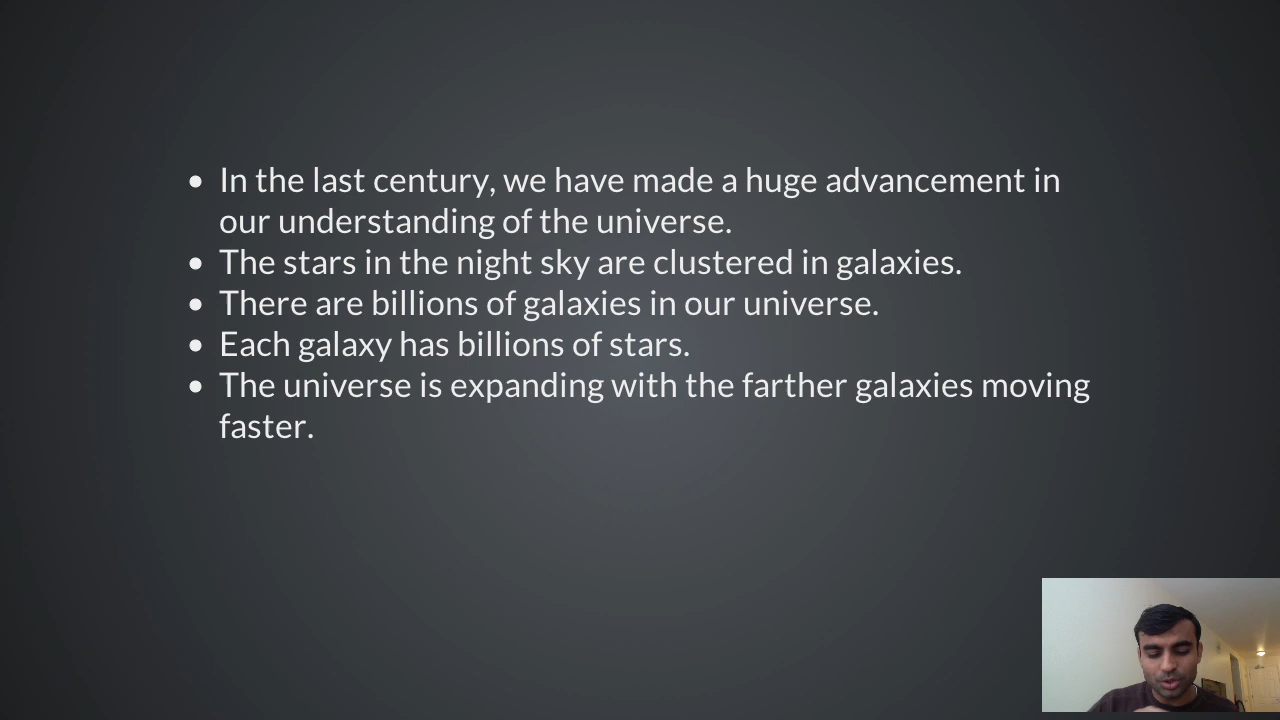 • In the last century, we have made a huge advancement in
our understanding of the universe.
• The stars in the night sky are clustered in galaxies.
• There are billions of galaxies in our universe.
• Each galaxy has billions of stars.
• The universe is expanding with the farther galaxies moving
faster.